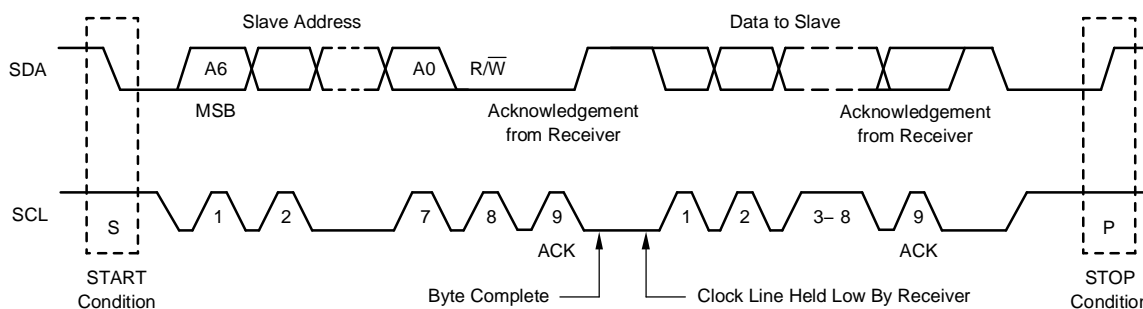 Slave Address
Data to Slave
SDA
A6
A0
R/W̅
MSB
Acknowledgement
from Receiver
Acknowledgement
from Receiver
SCL
S
1
2
7
8
9
1
2
3– 8
9
P
ACK
ACK
START
Condition
STOP
Condition
Byte Complete
Clock Line Held Low By Receiver